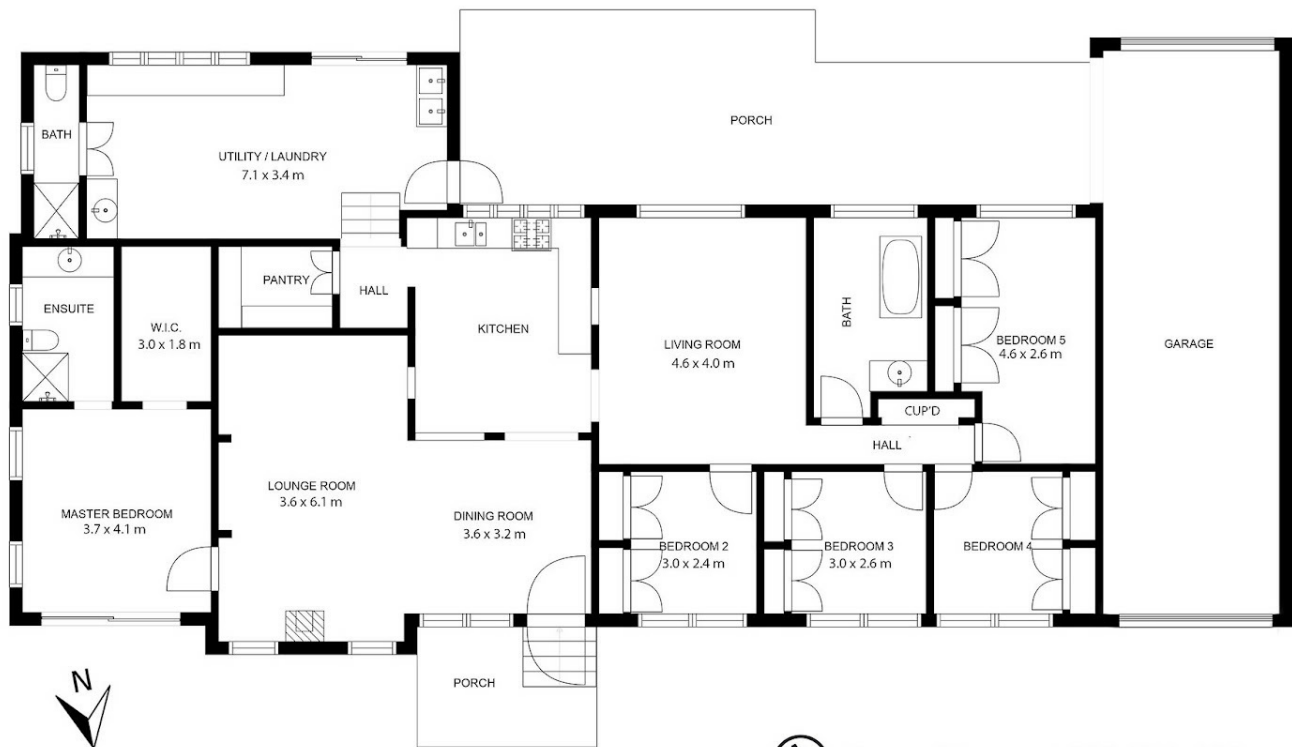 BATH
UTILITY / LAUNDRY
7.1 x 3.4 m
PORCH
PANTRY
HALL
ENSUITE
W.I.C.
3.0 x 1.8 m
KITCHEN
LIVING ROOM
4.6 x 4.0 m
BATH
BEDROOM 5
4.6 x 2.6 m
GARAGE
CUP'D
HALL
MASTER BEDROOM
3.7 x 4.1 m
LOUNGE ROOM
3.6 x 6.1 m
DINING ROOM
3.6 x 3.2 m
BEDROOM 2
3.0 x 2.4 m
BEDROOM 3
3.0 x 2.6 m
BEDROOM 4
PORCH
N